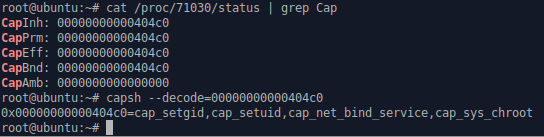 root@ubuntu:~# cat /proc/71030/status | grep Cap
CapInh: 00000000000404c0
CapPrm: 00000000000404c0
CapEff: 00000000000404c0
CapBnd: 00000000000404c0
CapAmb: 0000000000000000
root@ubuntu:~# capsh --decode=00000000000404c0
0x00000000000404c0=cap_setgid,cap_setuid,cap_net_bind_service,cap_sys_chroot
root@ubuntu:~#